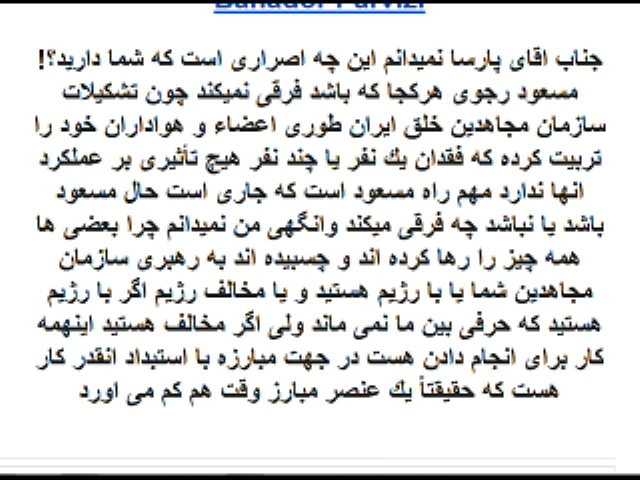 Bahador Parvizi
جناب اقای پارسا نمیدانم این چه اصراری است که شما دارید؟!
مسعود رجوی هرکجا که باشد فرقی نمیکند چون تشکیلات
سازمان مجاهدین خلق ایران طوری اعضاء و هواداران خود را
تربیت کرده که فقدان یك نفر یا چند نفر هیچ تأثیری بر عملکرد
انها ندارد مهم راه مسعود است که جاری است حال مسعود
باشد یا نباشد چه فرقی میکند وانگهی من نمیدانم چرا بعضی ها
همه چیز را رها کرده اند و چسبیده اند به رهبری سازمان
مجاهدین شما یا با رژیم هستید و یا مخالف رژیم اگر با رژیم
هستید که حرفی بین ما نمی ماند ولی اگر مخالف هستید اینهمه
کار برای انجام دادن هست در جهت مبارزه با استبداد انقدر کار
هست که حقیقتاً یك عنصر مبارز وقت هم کم می اورد